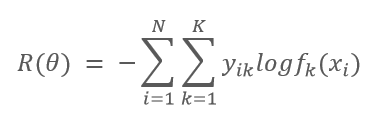 R(θ) = −∑_{i=1}^{N} ∑_{k=1}^{K} y_{ik} log f_k(x_i)